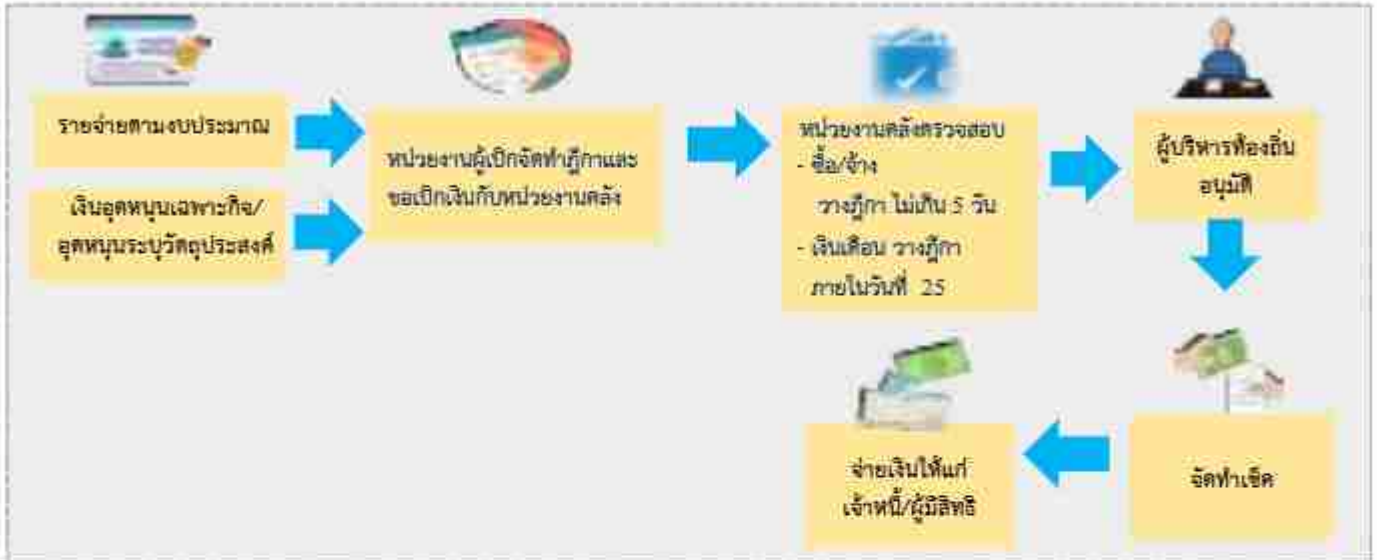 รายจ่ายตามงบประมาณ
เงินอุดหนุนเฉพาะกิจ/
อุดหนุนระบุวัตถุประสงค์
หน่วยงานผู้เบิกจัดทำฎีกาและ
ขอเบิกเงินกับหน่วยงานคลัง
หน่วยงานคลังตรวจสอบ
- ซื้อ/จ้าง
วางฎีกา ไม่เกิน 5 วัน
- เงินเดือน วางฎีกา
ภายในวันที่ 25
ผู้บริหารท้องถิ่น
อนุมัติ
จัดทำเช็ค
จ่ายเงินให้แก่
เจ้าหนี้/ผู้มีสิทธิ